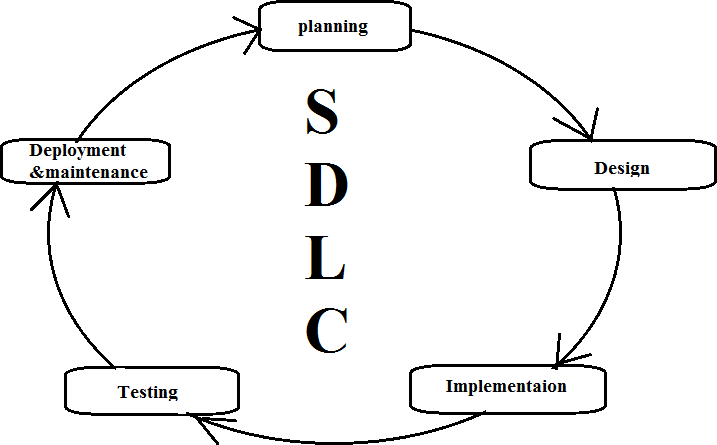 planning
S
D
L
C
Deployment
&maintenance
Design
Testing
Implementaion